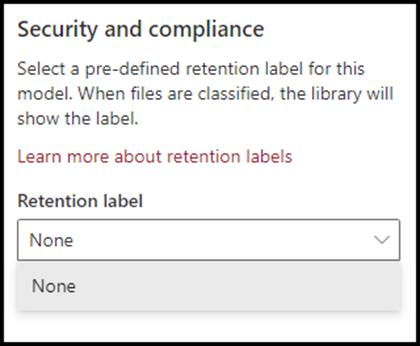 Security and compliance
Select a pre-defined retention label for this
model. When files are classified, the library will
show the label.
Learn more about retention labels
Retention label
None
None